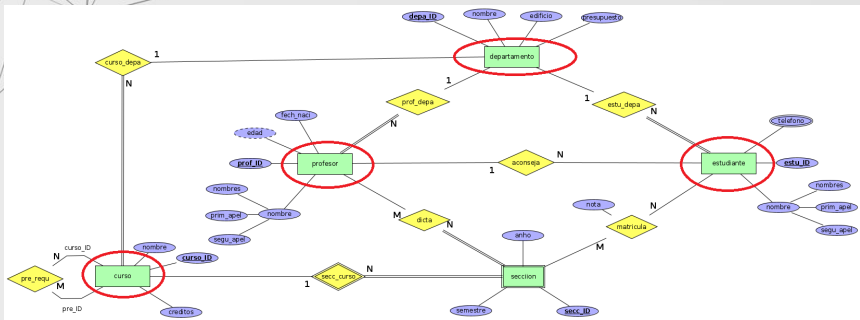 depa_ID
nombre
edificio
presupuesto
curso_depa
1
departamento
N
1
prof_depa
N
1
estu_depa
N
fech_naci
edad
prof_ID
profesor
aconseja
1
N
telefono
estudiante
estu_ID
nombres
prim_apel
segu_apel
nombre
nombres
prim_apel
segu_apel
nombre
M
dicta
N
nota
N
matricula
M
anho
curso_ID
N
pre_requ
M
pre_ID
nombre
curso_ID
curso
creditos
1
secc_curso
N
secciion
semestre
secc_ID